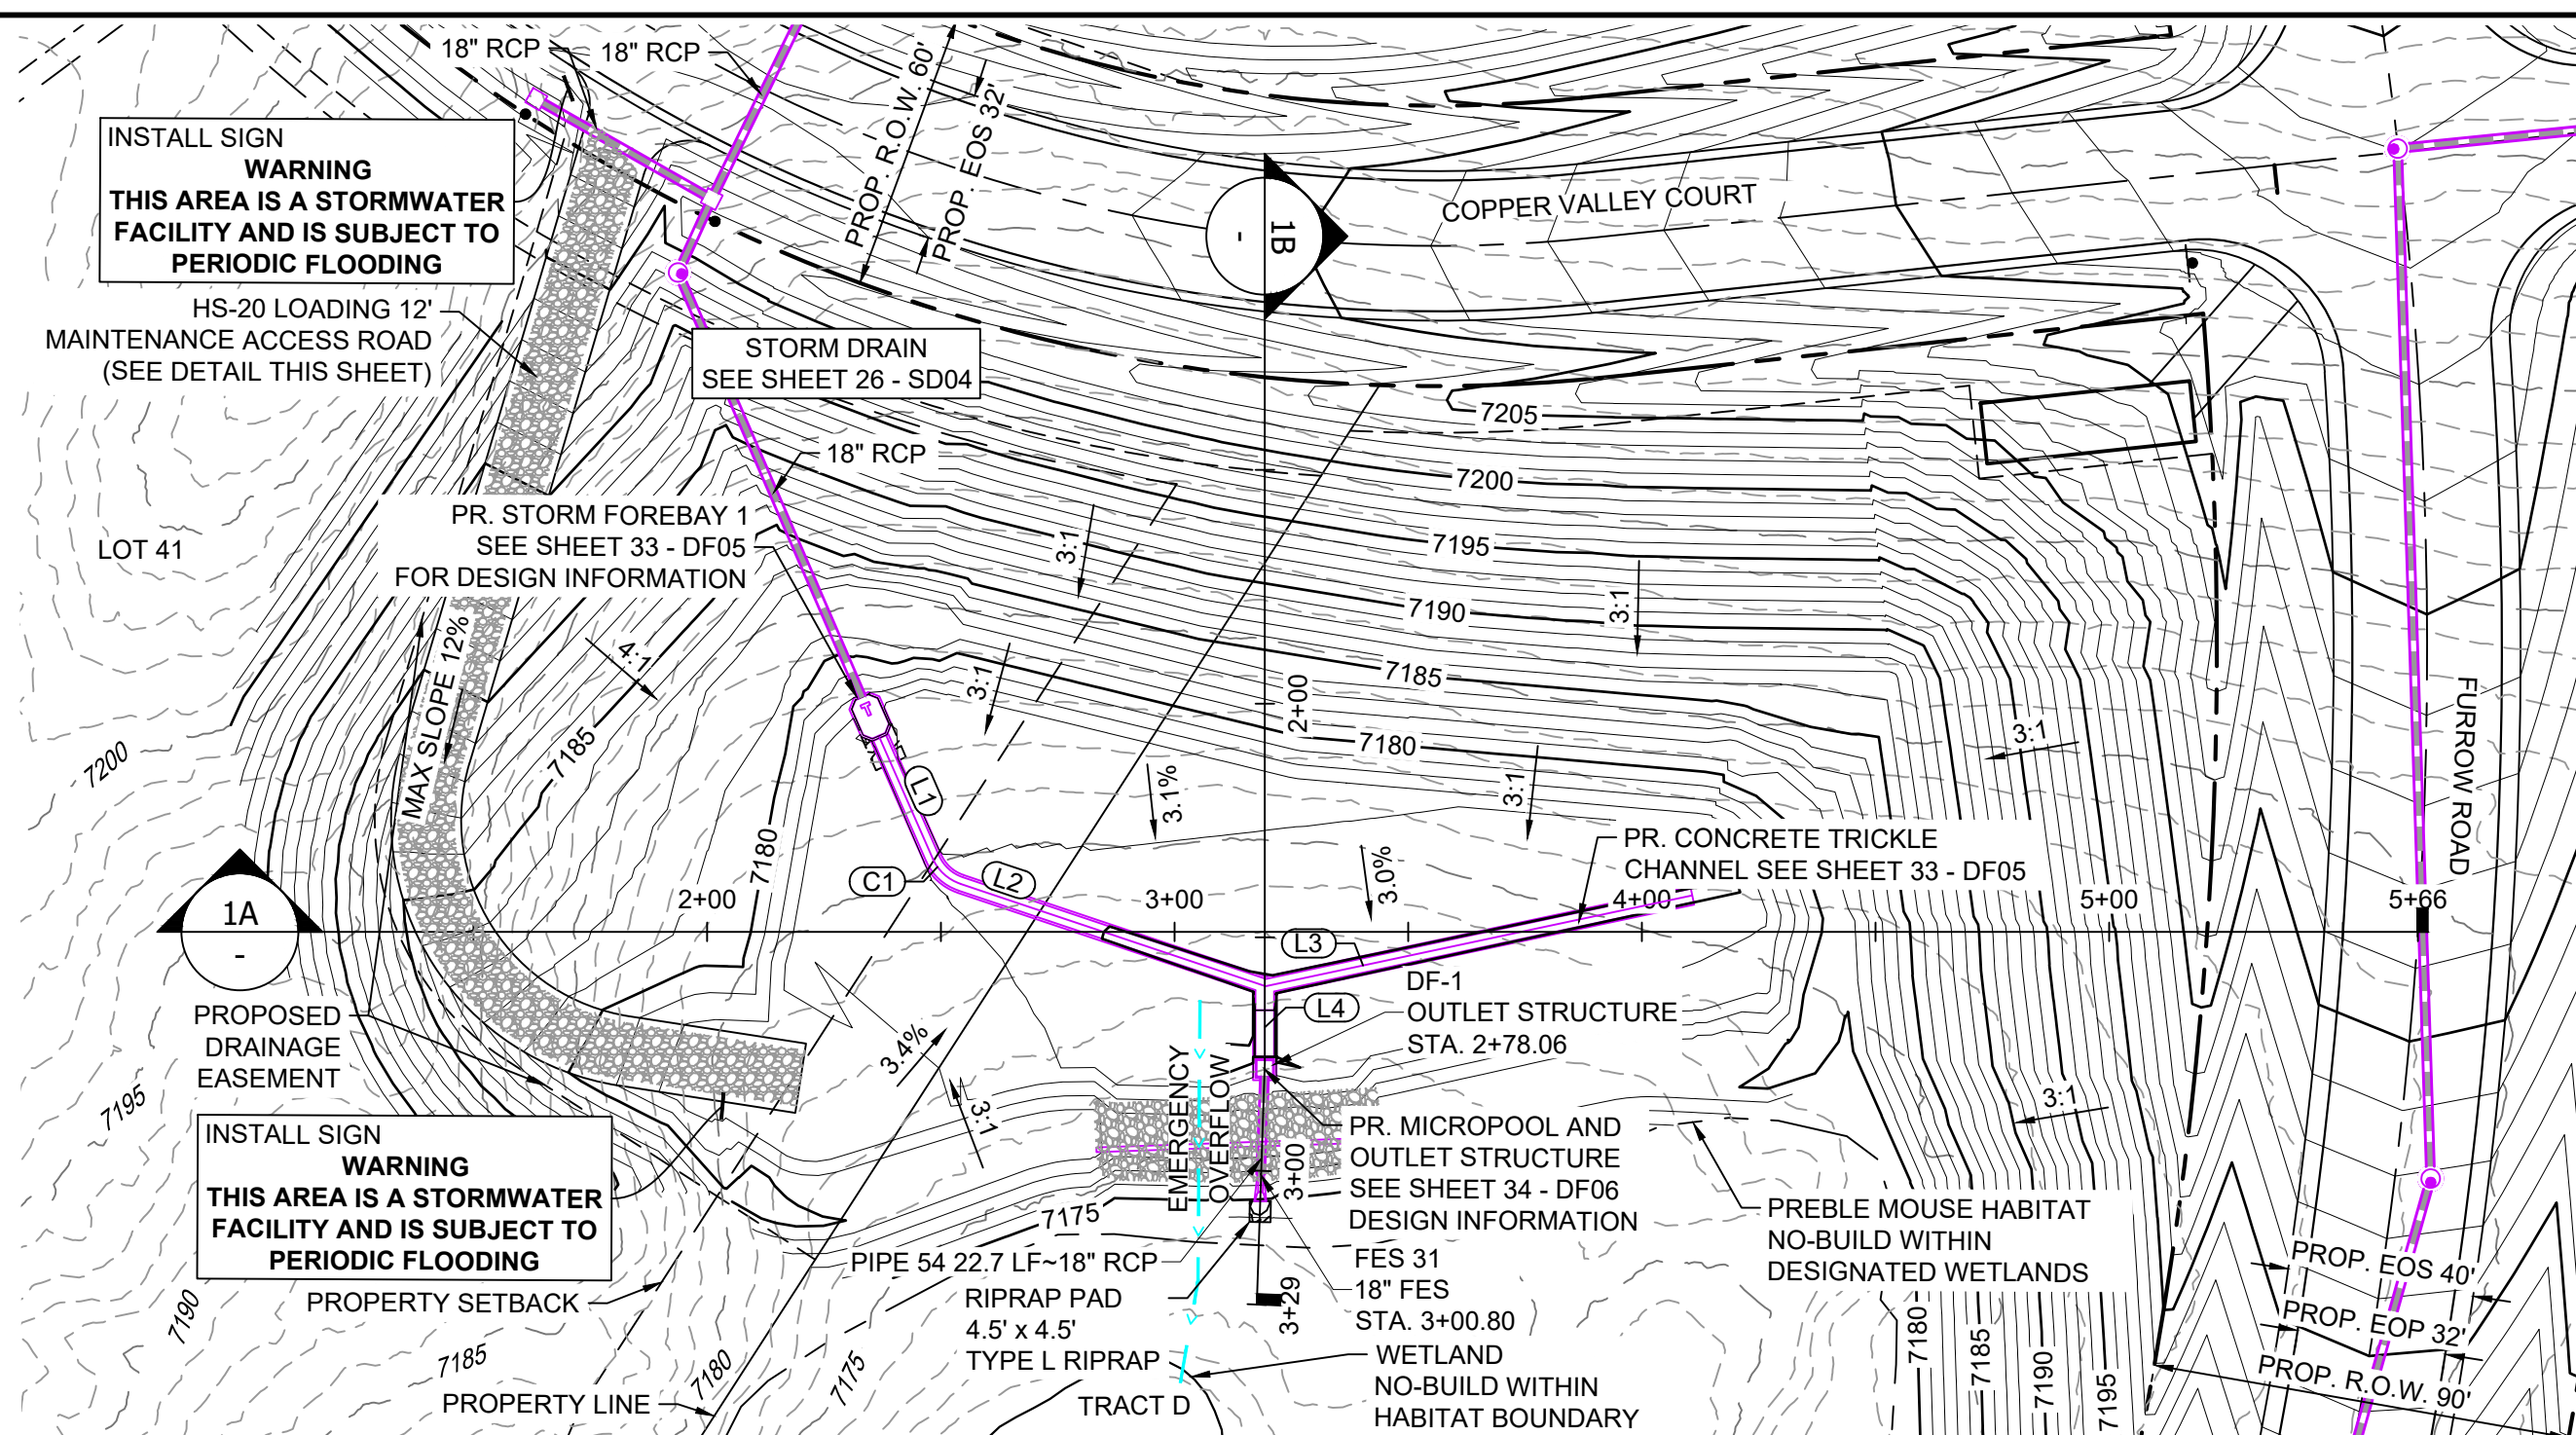 18" RCP
18" RCP
PROP. R.O.W. 60'
PROP. EOS 32'
INSTALL SIGN
WARNING
THIS AREA IS A STORMWATER
FACILITY AND IS SUBJECT TO
PERIODIC FLOODING
HS-20 LOADING 12'
MAINTENANCE ACCESS ROAD
(SEE DETAIL THIS SHEET)
1B
-
COPPER VALLEY COURT
STORM DRAIN
SEE SHEET 26 - SD04
18" RCP
7205
7200
7195
7190
7185
7180
PR. STORM FOREBAY 1
SEE SHEET 33 - DF05
FOR DESIGN INFORMATION
LOT 41
3:1
3:1
3:1
3:1
3:1
4:1
MAX SLOPE 12%
7185
7180
7200
T
L1
C1
L2
2+00
3.1%
3.0%
PR. CONCRETE TRICKLE
CHANNEL SEE SHEET 33 - DF05
FURROW ROAD
1A
-
2+00
3+00
4+00
5+00
5+66
L3
L4
DF-1
OUTLET STRUCTURE
STA. 2+78.06
PROPOSED
DRAINAGE
EASEMENT
3.4%
3:1
3:1
EMERGENCY
OVERFLOW
7195
INSTALL SIGN
WARNING
THIS AREA IS A STORMWATER
FACILITY AND IS SUBJECT TO
PERIODIC FLOODING
PR. MICROPOOL AND
OUTLET STRUCTURE
SEE SHEET 34 - DF06
DESIGN INFORMATION
3+00
7175
PREBLE MOUSE HABITAT
NO-BUILD WITHIN
DESIGNATED WETLANDS
PIPE 54 22.7 LF~18" RCP
FES 31
18" FES
STA. 3+00.80
RIPRAP PAD
4.5' x 4.5'
TYPE L RIPRAP
3+29
PROPERTY SETBACK
7190
7185
7180
7175
PROPERTY LINE
TRACT D
WETLAND
NO-BUILD WITHIN
HABITAT BOUNDARY
7180
7185
7190
7195
PROP. EOS 40'
PROP. EOP 32'
PROP. R.O.W. 90'